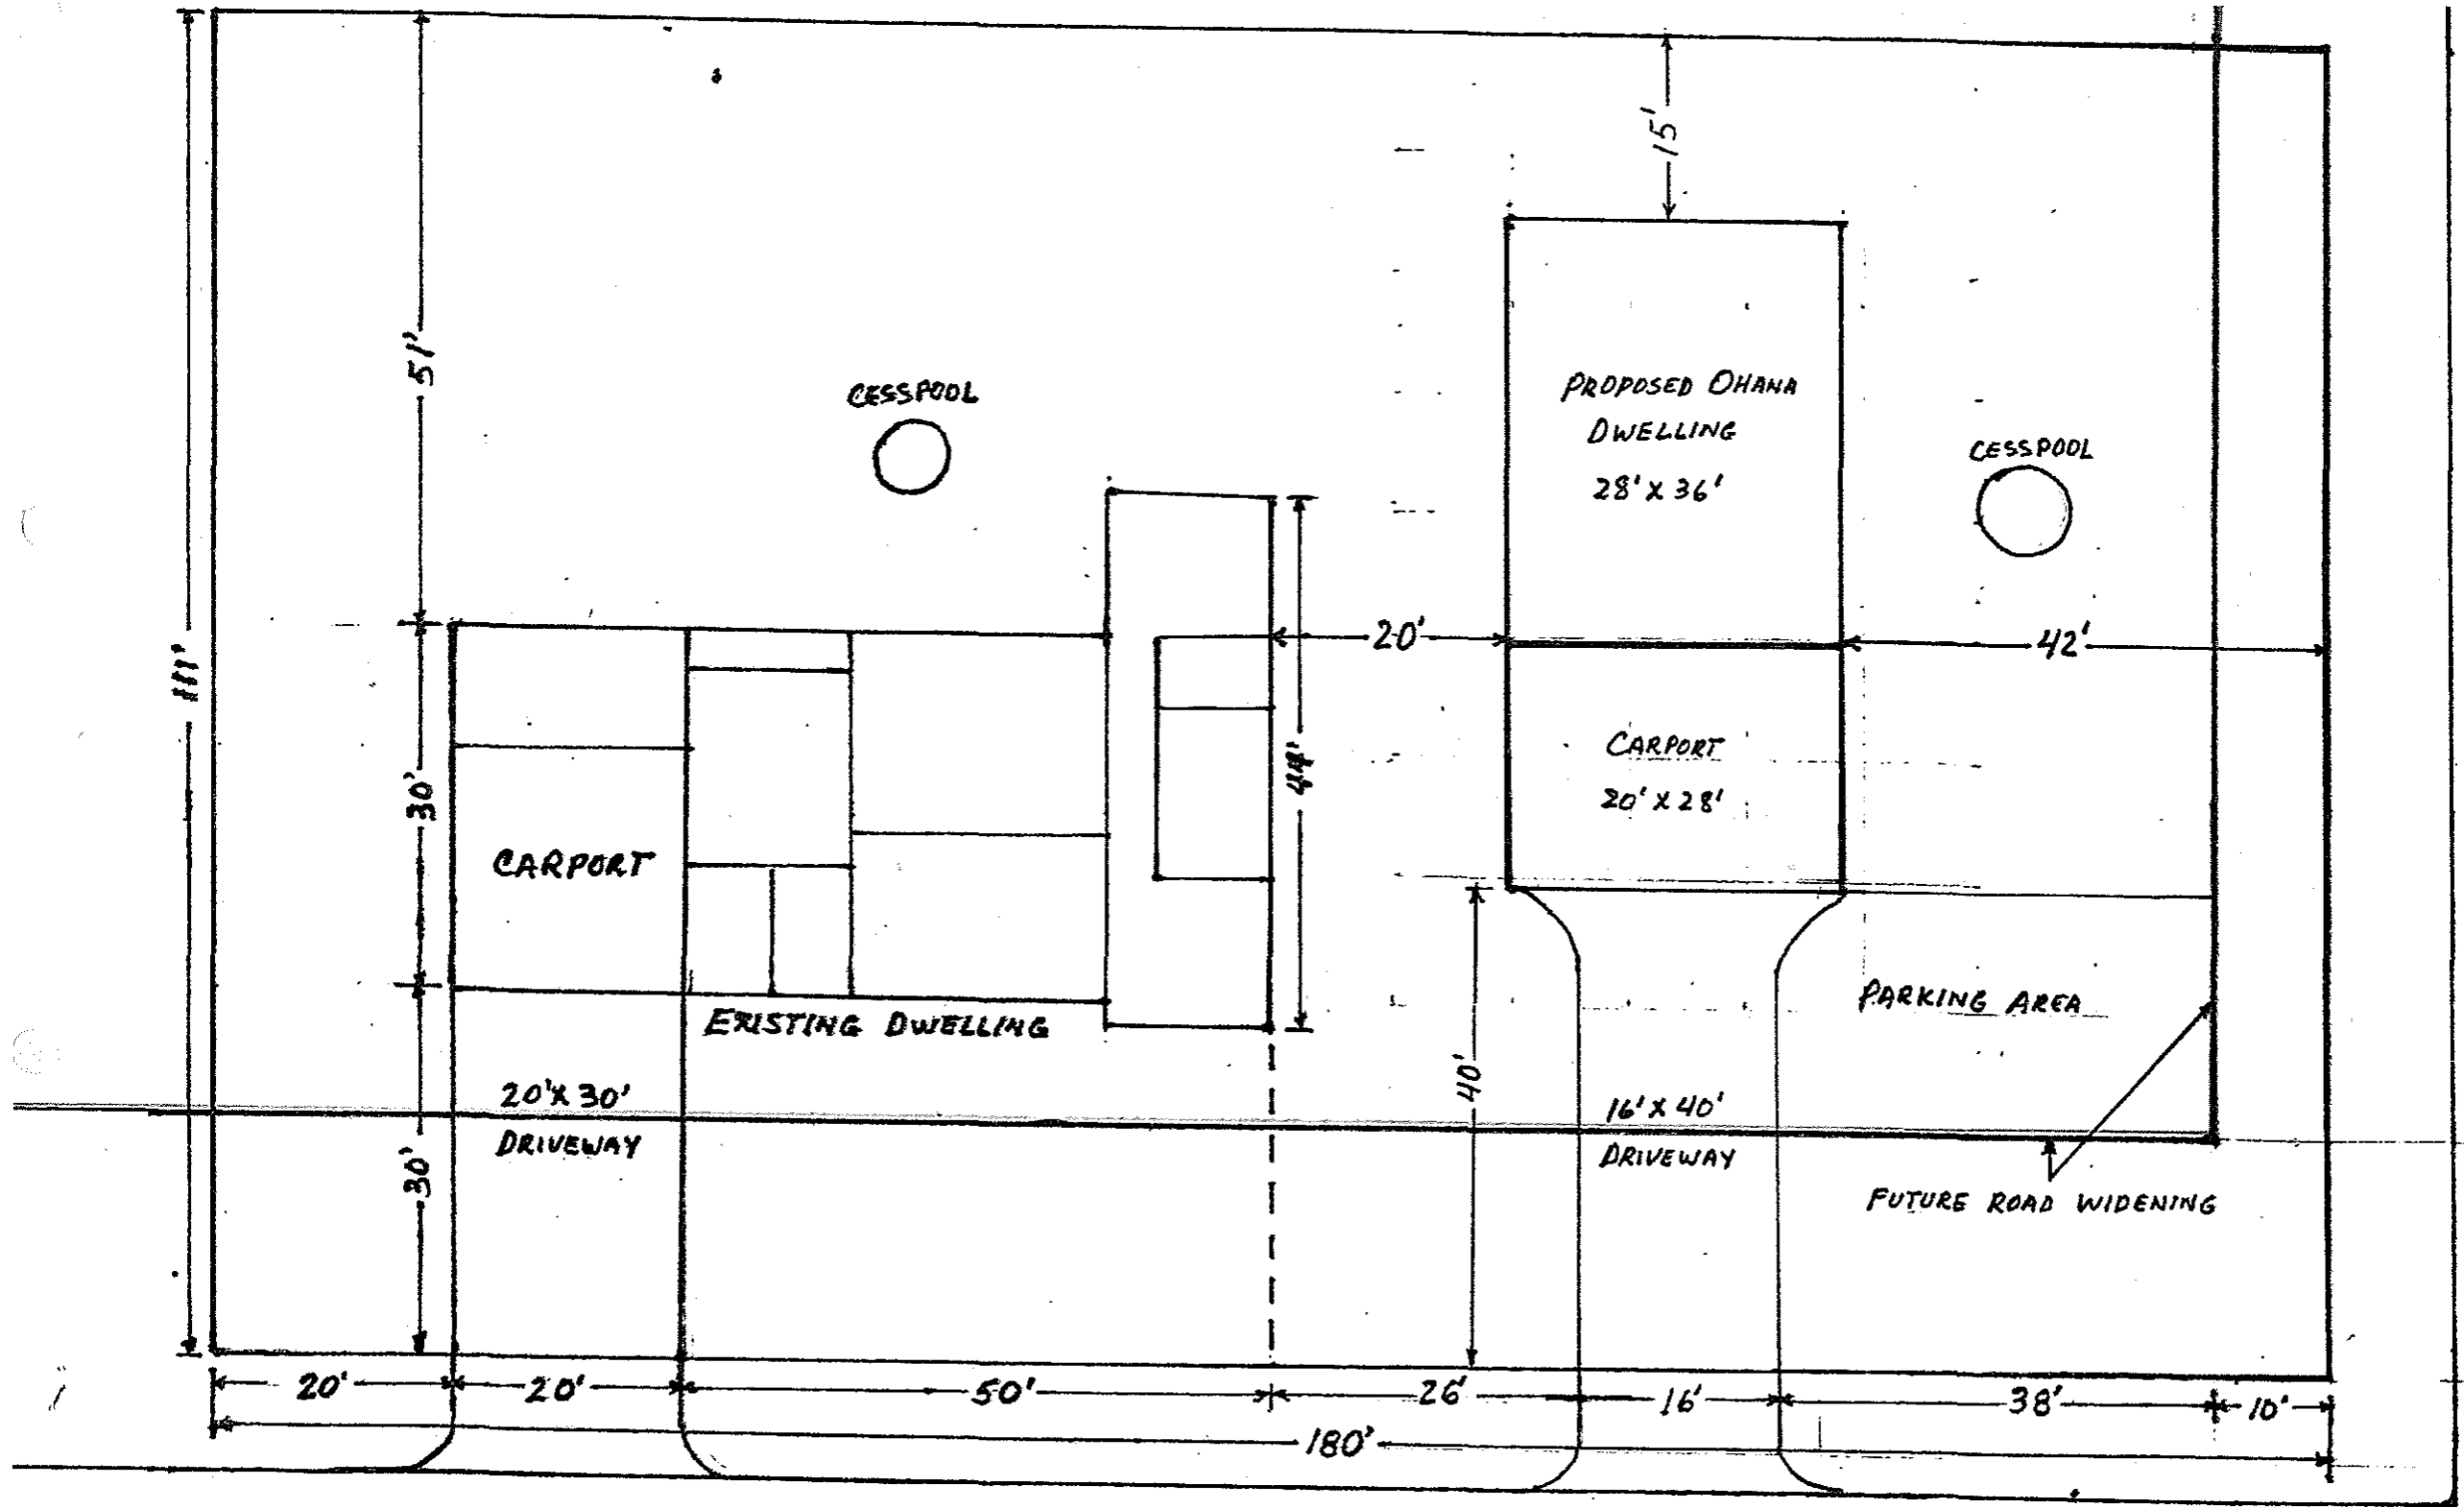 15'
51'
CESSPOOL
PROPOSED OHANA
DWELLING
28' X 36'
CESSPOOL
111'
20'
42'
30'
44'
CARPORT
20' X 28'
CARPORT
PARKING AREA
EXISTING DWELLING
40'
20' X 30'
DRIVEWAY
16' X 40'
DRIVEWAY
30'
FUTURE ROAD WIDENING
20'
20'
50'
26'
16'
38'
10'
180'